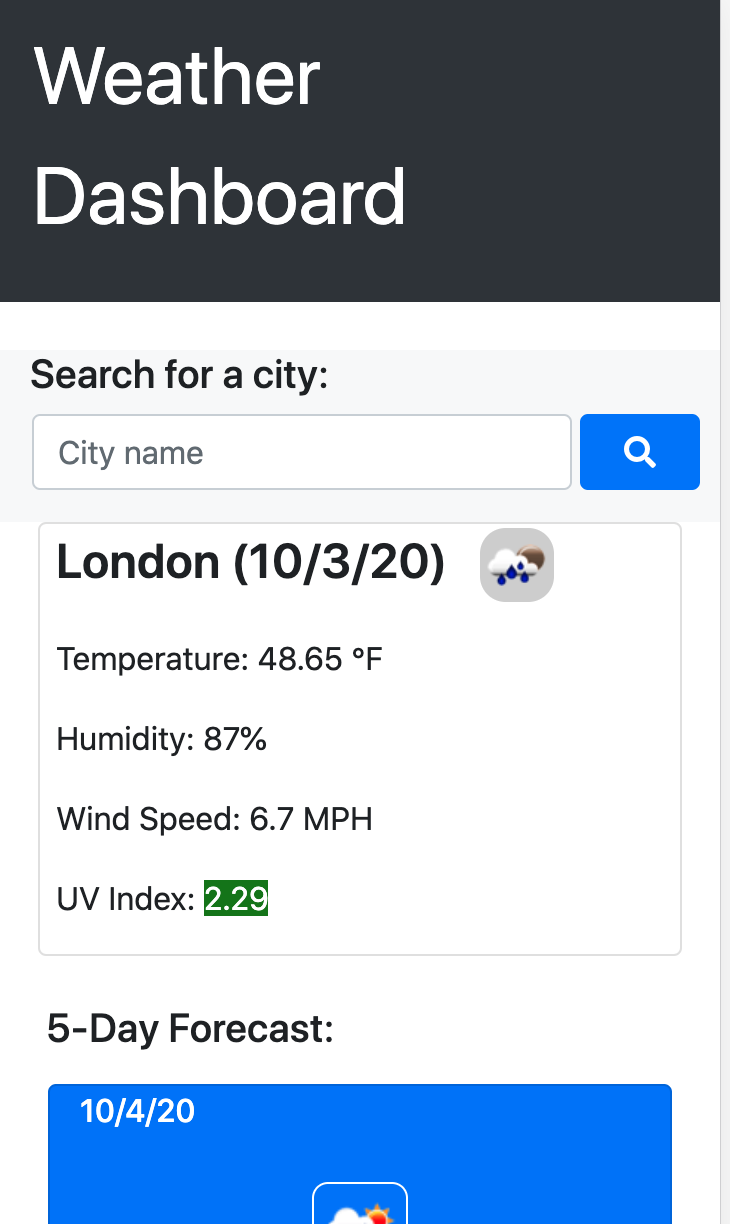 Weather
Dashboard
Search for a city:
City name
London (10/3/20)
Temperature: 48.65 °F
Humidity: 87%
Wind Speed: 6.7 MPH
UV Index: 2.29
5-Day Forecast:
10/4/20